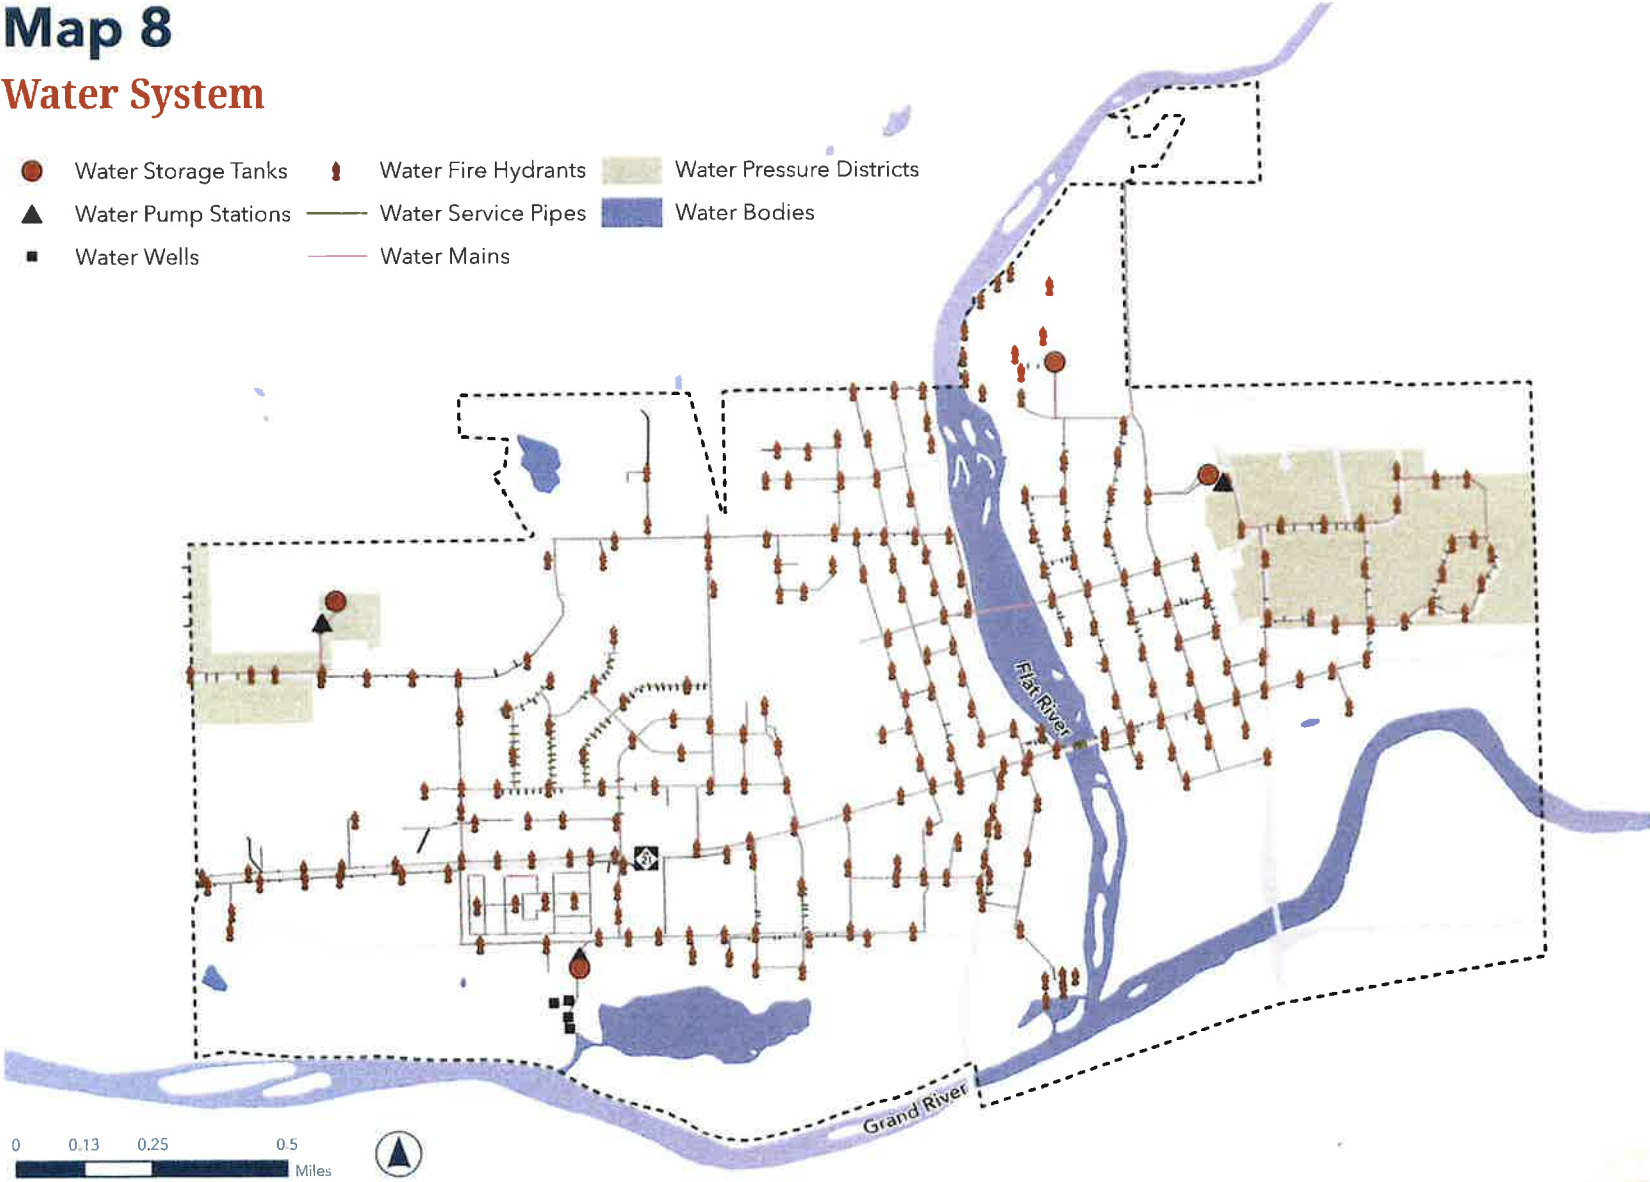 Map 8
Water System
Water Storage Tanks
Water Fire Hydrants
Water Pressure Districts
Water Pump Stations
Water Service Pipes
Water Bodies
Water Wells
Water Mains
Flat River
21
Grand River
0 0.13 0.25 0.5
Miles